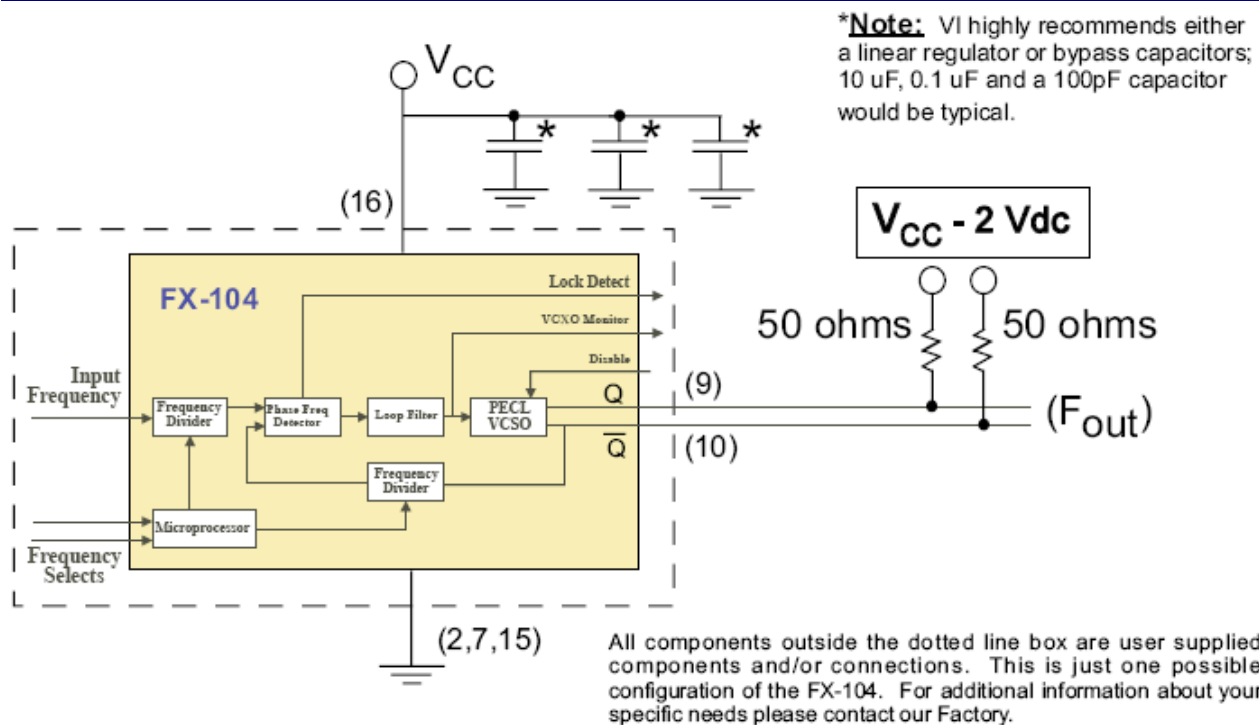 *Note: VI highly recommends either
a linear regulator or bypass capacitors;
10 uF, 0.1 uF and a 100pF capacitor
would be typical.
VCC
* * *
(16)
VCC - 2 Vdc
50 ohms 50 ohms
FX-104
Lock Detect
VCXO Monitor
Disable
Input
Frequency
Frequency
Divider
Phase Freq
Detector
Loop Filter
PECL
VCSO
Q
(9)
Q̅
(10)
(Fout)
Frequency
Divider
Microprocessor
Frequency
Selects
(2,7,15)
All components outside the dotted line box are user supplied
components and/or connections. This is just one possible
configuration of the FX-104. For additional information about your
specific needs please contact our Factory.